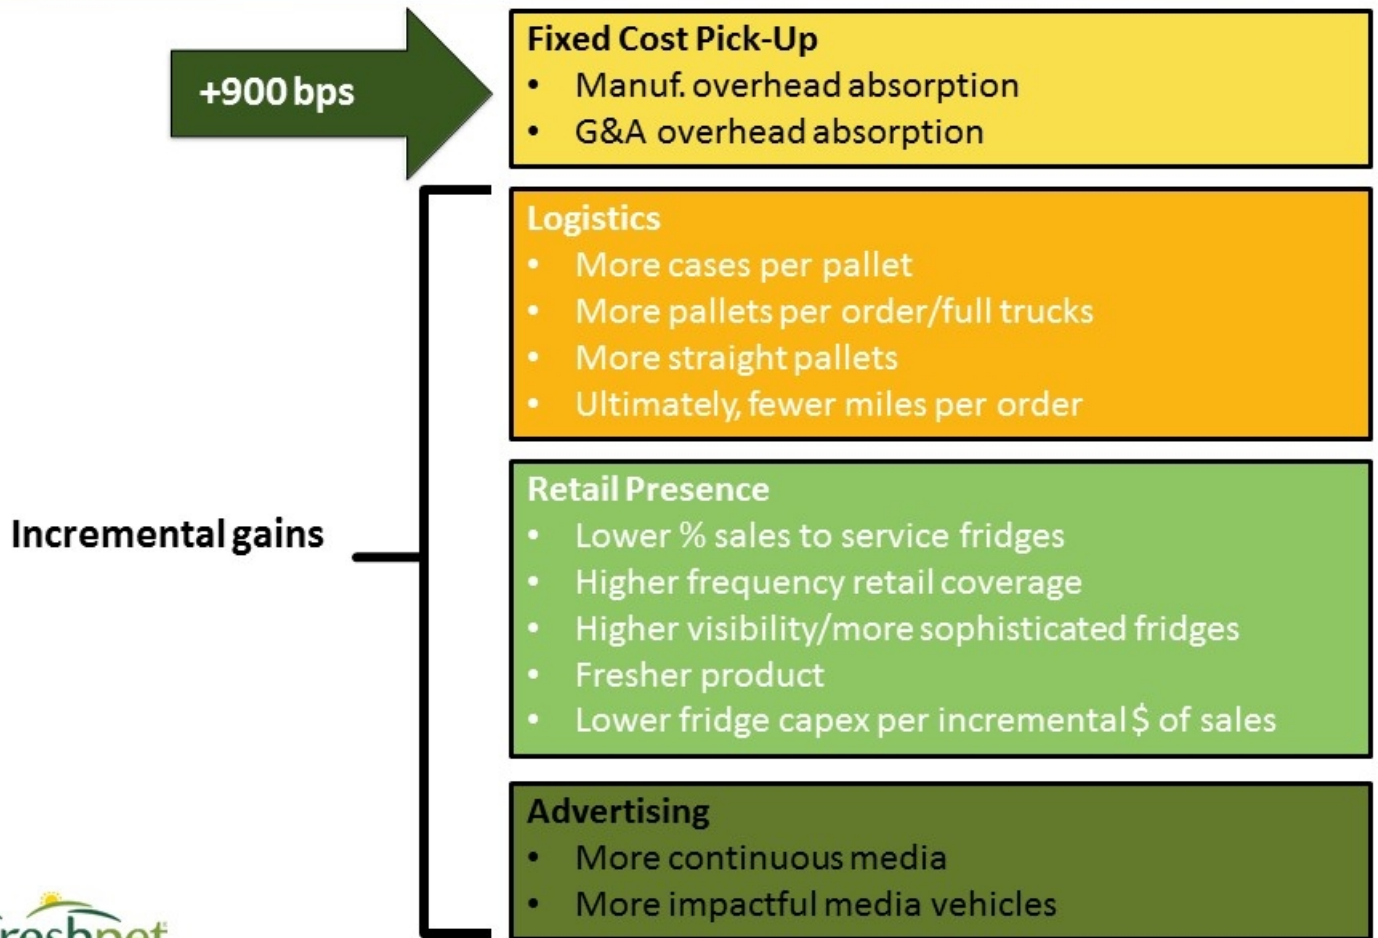 +900 bps
Fixed Cost Pick-Up
• Manuf. overhead absorption
• G&A overhead absorption
Logistics
• More cases per pallet
• More pallets per order/full trucks
• More straight pallets
• Ultimately, fewer miles per order
Incremental gains
Retail Presence
• Lower % sales to service fridges
• Higher frequency retail coverage
• Higher visibility/more sophisticated fridges
• Fresher product
• Lower fridge capex per incremental $ of sales
Advertising
• More continuous media
• More impactful media vehicles